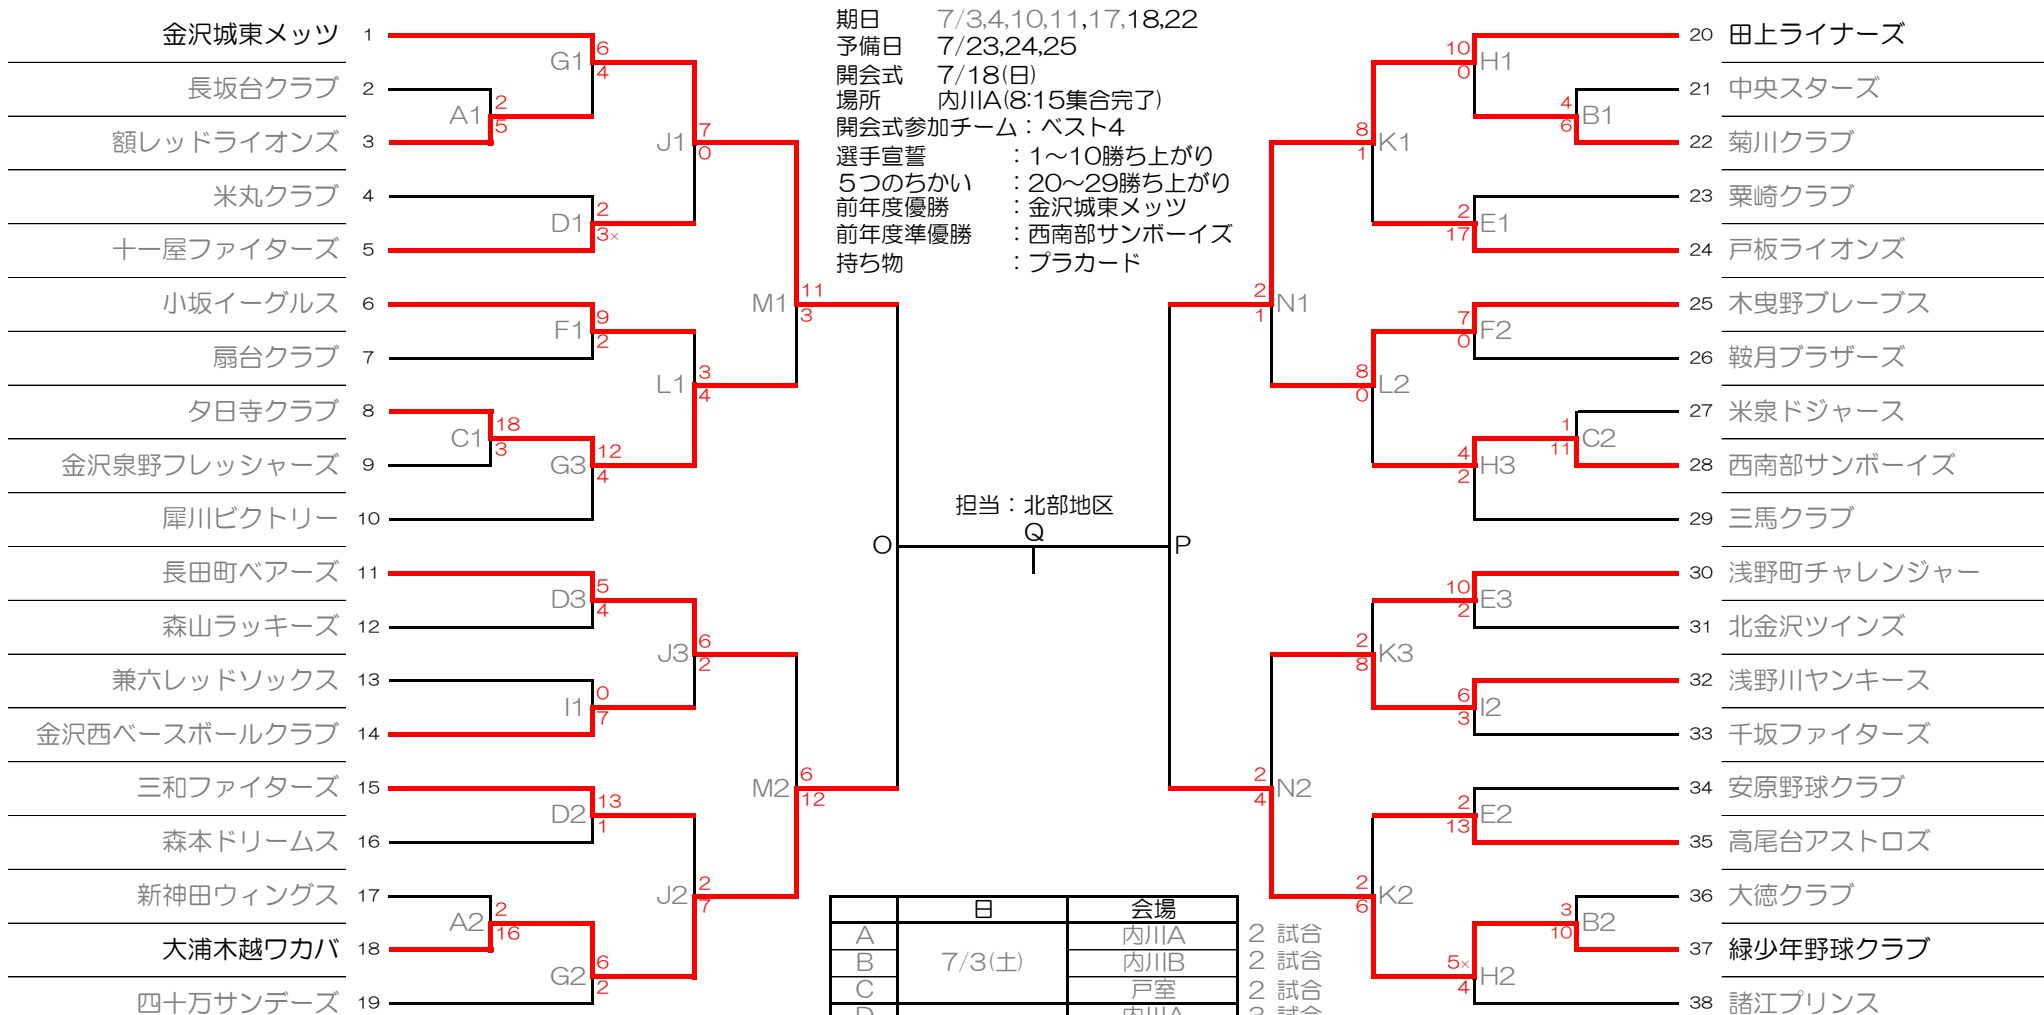 金沢城東メッツ 1
長坂台クラブ 2
額レッドライオンズ 3
米丸クラブ 4
十一屋ファイターズ 5
小坂イーグルス 6
扇台クラブ 7
夕日寺クラブ 8
金沢泉野フレッシャーズ 9
犀川ビクトリー 10
長田町ベアーズ 11
森山ラッキーズ 12
兼六レッドソックス 13
金沢西ベースボールクラブ 14
三和ファイターズ 15
森本ドリームス 16
新神田ウィングス 17
大浦木越ワカバ 18
四十万サンデーズ 19
A1 2 5
C1 18 3
A2 2 16
G1 6 4
D1 2 3×
F1 9 2
G3 12 4
D3 5 4
I1 0 7
D2 13 1
G2 6 2
J1 7 0
L1 3 4
J3 6 2
J2 2 7
M1 11 3
M2 6 12
期日 7/3,4,10,11,17,18,22
予備日 7/23,24,25
開会式 7/18(日)
場所 内川A(8:15集合完了)
開会式参加チーム：ベスト4
選手宣誓 ：1～10勝ち上がり
5つのちかい ：20～29勝ち上がり
前年度優勝 ：金沢城東メッツ
前年度準優勝 ：西南部サンボーイズ
持ち物 ：プラカード
担当：北部地区
O Q P
日 会場
A 7/3(土) 内川A 2 試合
B 内川B 2 試合
C 戸室 2 試合
D 内川A 3 試合
N1 2 1
N2 2 4
K1 8 1
L2 8 0
K3 2 8
K2 2 6
H1 10 0
E1 2 17
F2 7 0
H3 4 2
E3 10 2
I2 6 3
E2 2 13
H2 5× 4
B1 4 6
C2 1 11
B2 3 10
20 田上ライナーズ
21 中央スターズ
22 菊川クラブ
23 粟崎クラブ
24 戸板ライオンズ
25 木曳野ブレーブス
26 鞍月ブラザーズ
27 米泉ドジャース
28 西南部サンボーイズ
29 三馬クラブ
30 浅野町チャレンジャー
31 北金沢ツインズ
32 浅野川ヤンキース
33 千坂ファイターズ
34 安原野球クラブ
35 高尾台アストロズ
36 大徳クラブ
37 緑少年野球クラブ
38 諸江プリンス